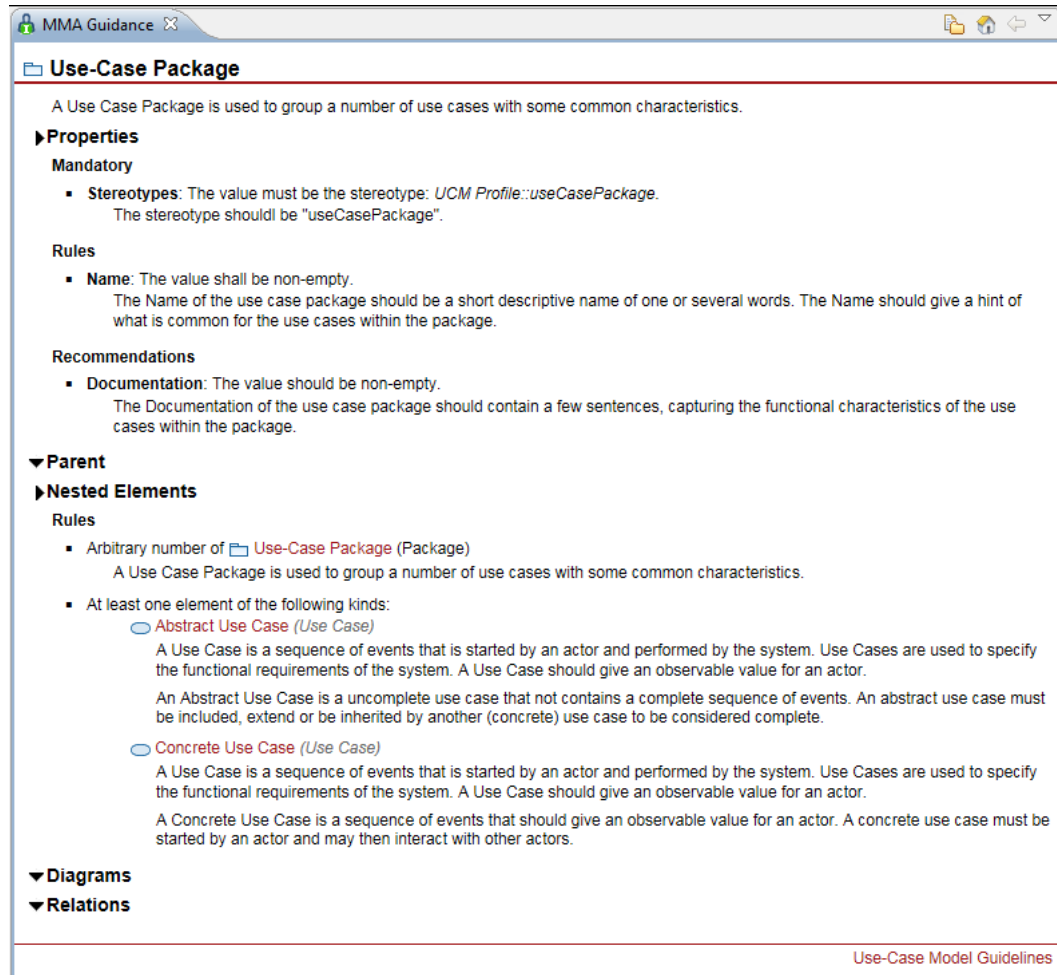 MMA Guidance
Use-Case Package
A Use Case Package is used to group a number of use cases with some common characteristics.
Properties
Mandatory
Stereotypes: The value must be the stereotype: UCM Profile::useCasePackage.
The stereotype shouldl be "useCasePackage".
Rules
Name: The value shall be non-empty.
The Name of the use case package should be a short descriptive name of one or several words. The Name should give a hint of
what is common for the use cases within the package.
Recommendations
Documentation: The value should be non-empty.
The Documentation of the use case package should contain a few sentences, capturing the functional characteristics of the use
cases within the package.
Parent
Nested Elements
Rules
Arbitrary number of Use-Case Package (Package)
A Use Case Package is used to group a number of use cases with some common characteristics.
At least one element of the following kinds:
Abstract Use Case (Use Case)
A Use Case is a sequence of events that is started by an actor and performed by the system. Use Cases are used to specify
the functional requirements of the system. A Use Case should give an observable value for an actor.
An Abstract Use Case is a uncomplete use case that not contains a complete sequence of events. An abstract use case must
be included, extend or be inherited by another (concrete) use case to be considered complete.
Concrete Use Case (Use Case)
A Use Case is a sequence of events that is started by an actor and performed by the system. Use Cases are used to specify
the functional requirements of the system. A Use Case should give an observable value for an actor.
A Concrete Use Case is a sequence of events that should give an observable value for an actor. A concrete use case must be
started by an actor and may then interact with other actors.
Diagrams
Relations
Use-Case Model Guidelines